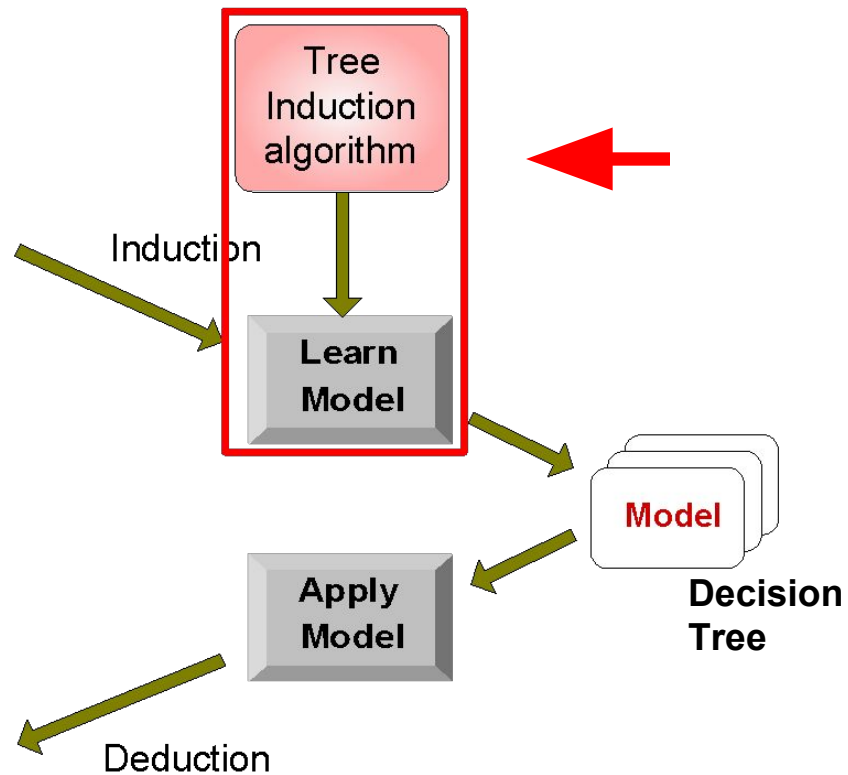 Tree
Induction
algorithm
Induction
Learn
Model
Model
Decision
Tree
Apply
Model
Deduction